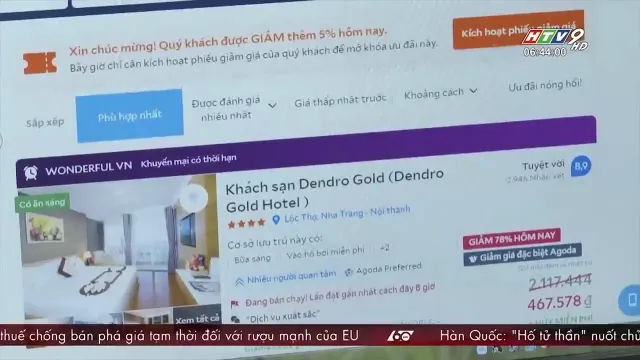 HTV9 HD
06:44:00
Xin chúc mừng! Quý khách được GIẢM thêm 5% hôm nay.
Bây giờ chỉ cần kích hoạt phiếu giảm giá của quý khách để mở khóa ưu đãi này.
Kích hoạt phiếu giảm giá
Sắp xếp
Phù hợp nhất
Được đánh giá nhiều nhất
Giá thấp nhất trước
Khoảng cách
Ưu đãi nóng hổi!
WONDERFUL VN Khuyến mại có thời hạn
Có ăn sáng
Khách sạn Dendro Gold (Dendro
Gold Hotel )
Lộc Thọ, Nha Trang - Nội thành
Cơ sở lưu trú này có:
Bữa sáng
Vào hồ bơi miễn phí
+2
Nhiều người quan tâm
Agoda Preferred
Đang bán chạy! Lần đặt gần nhất cách đây 8 giờ
"Dịch vụ xuất sắc"
Xem tất cả
Tuyệt vời
8,9
Nhận xét
GIẢM 78% HÔM NAY
Giảm giá đặc biệt Agoda
2.117.444
467.578 ₫
thuế chống bán phá giá tạm thời đối với rượu mạnh của EU
60
Hàn Quốc: "Hố tử thần" nuốt